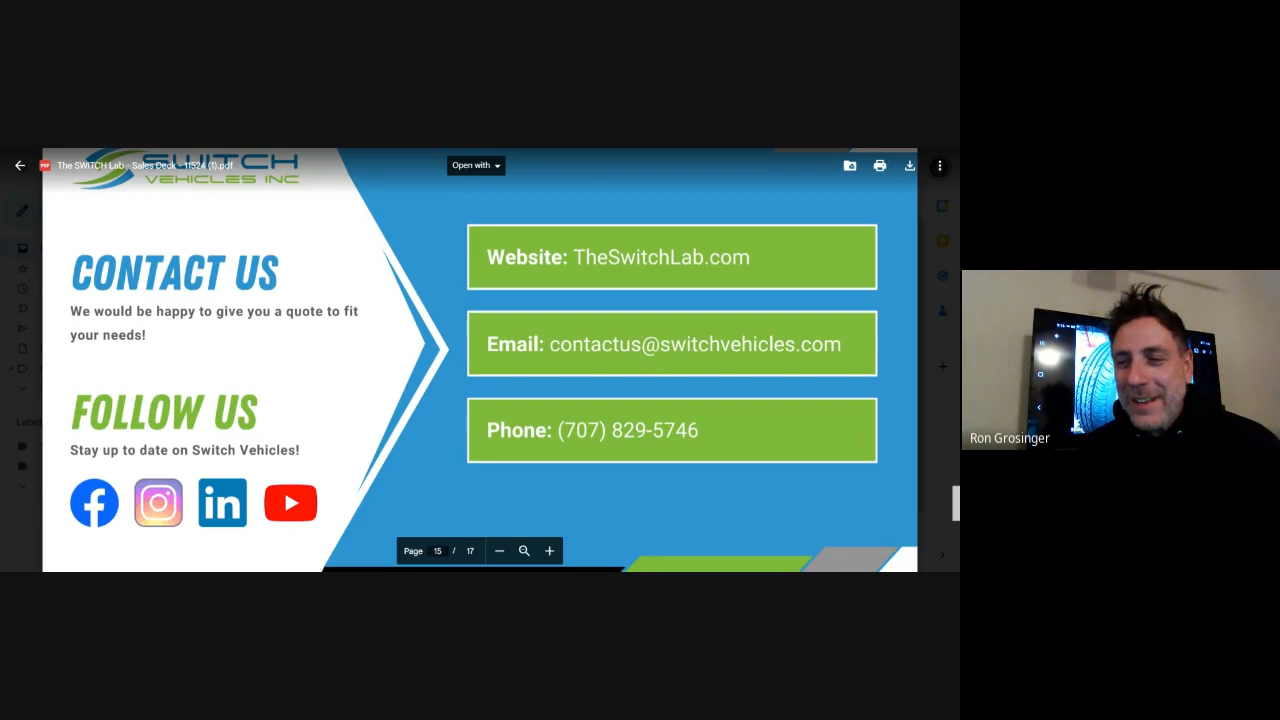 SWITCH
VEHICLES INC
The SWITCH Lab - Sales Deck - 11524 (1).pdf
Open with
CONTACT US
We would be happy to give you a quote to fit
your needs!
FOLLOW US
Stay up to date on Switch Vehicles!
Website: TheSwitchLab.com
Email: contactus@switchvehicles.com
Phone: (707) 829-5746
Page 15 / 17
Ron Grosinger